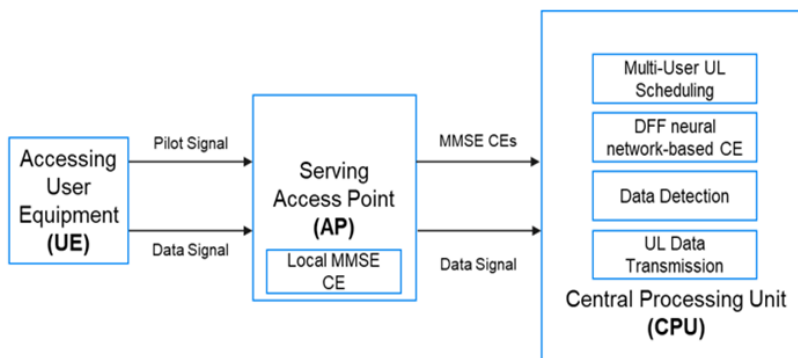 Accessing
User
Equipment
(UE)
Pilot Signal
Data Signal
Serving
Access Point
(AP)
Local MMSE
CE
MMSE CEs
Data Signal
Multi-User UL
Scheduling
DFF neural
network-based CE
Data Detection
UL Data
Transmission
Central Processing Unit
(CPU)